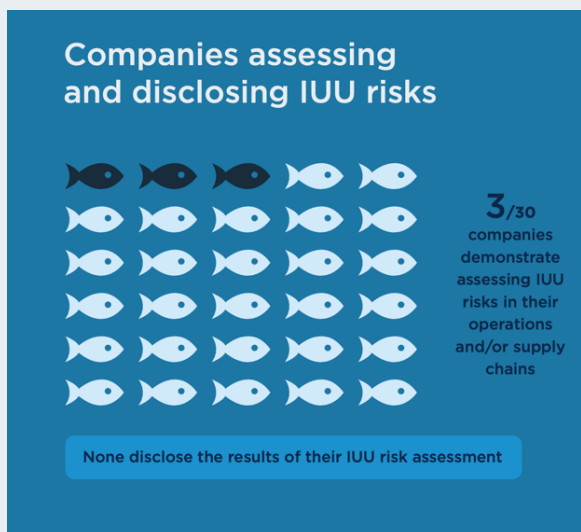 Companies assessing
and disclosing IUU risks
3/30
companies
demonstrate
assessing IUU
risks in their
operations
and/or supply
chains
None disclose the results of their IUU risk assessment